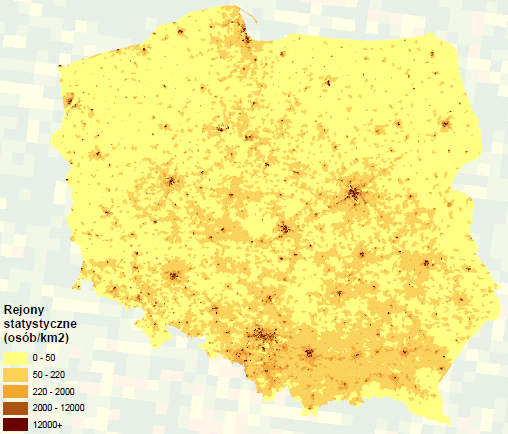 Rejony
statystyczne
(osób/km2)
0 - 50
50 - 220
220 - 2000
2000 - 12000
12000+